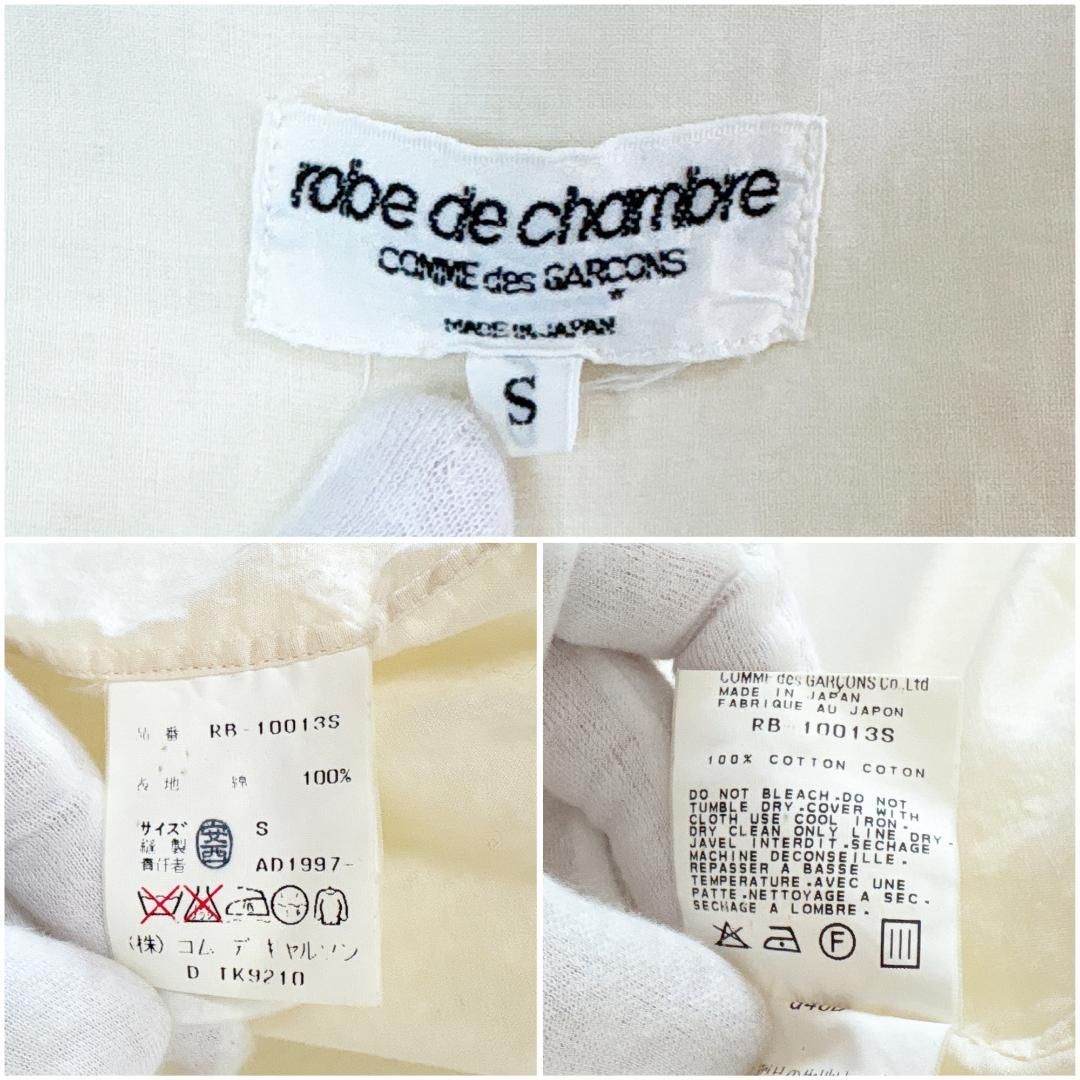 robe de chambre
COMME des GARÇONS
MADE IN JAPAN
S
品番 RB-10013S
表地 綿 100%
サイズ S
縫製
責任者 安西 AD1997-
(株) コム デ ギャルソン
D TK9210
COMME des GARÇONS Co.,Ltd
MADE IN JAPAN
FABRIQUE AU JAPON
RB-10013S
100% COTTON COTON
DO NOT BLEACH.DO NOT
TUMBLE DRY.COVER WITH
CLOTH USE COOL IRON.
DRY CLEAN ONLY LINE DRY.
JAVEL INTERDIT.SECHAGE
MACHINE DECONSEILLE.
REPASSER A BASSE
TEMPERATURE.AVEC UNE
PATTE.NETTOYAGE A SEC.
SECHAGE A LOMBRE.
F